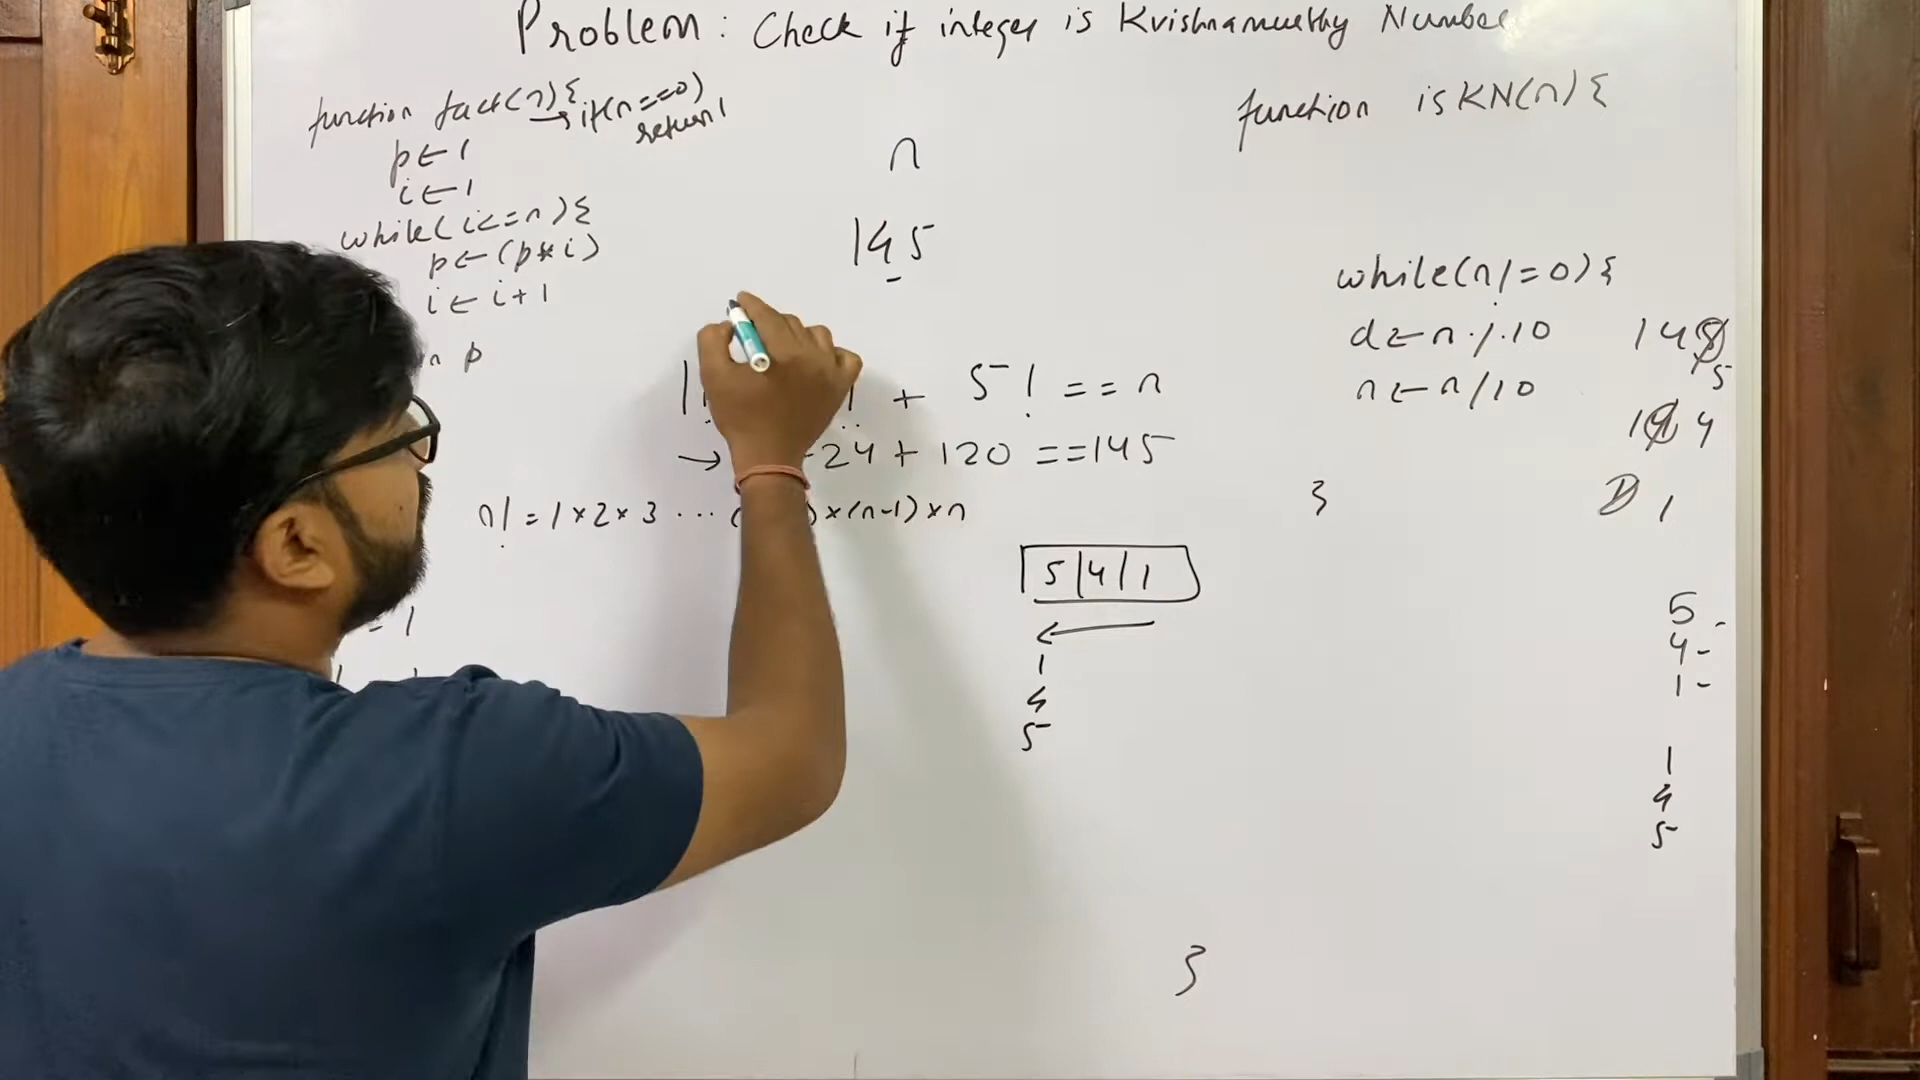 Problem: Check if integer is Krishnamurthy Number
function fact(n){
→ if(n==0)
return 1
p ← 1
i ← 1
while(i<=n){
p ← (p*i)
i ← i+1
p
n
145
+ 5! == n
→ 24 + 120 == 145
n! = 1×2×3 ... ×(n-1)×n
= 1
5|4|1
←
1
4
5
function isKN(n){
while(n!=0){
d ← n%10
n ← n/10
}
145
5
14 4
1
5
4
1
1
4
5
}